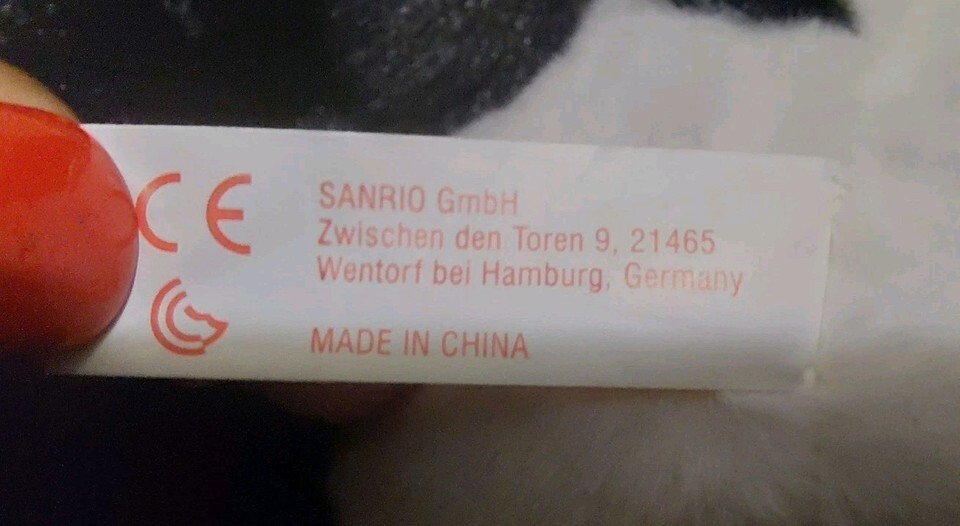 CE
SANRIO GmbH
Zwischen den Toren 9, 21465
Wentorf bei Hamburg, Germany
MADE IN CHINA